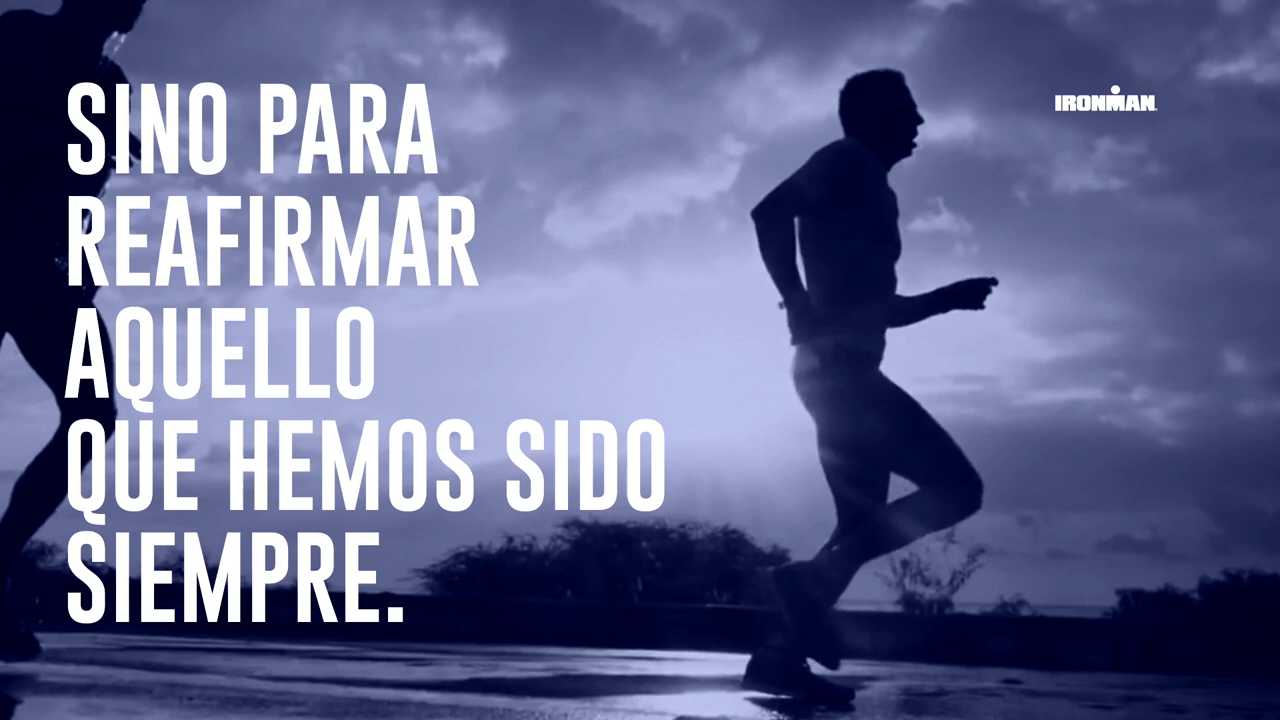 SINO PARA
REAFIRMAR
AQUELLO
QUE HEMOS SIDO
SIEMPRE.
IRONMAN